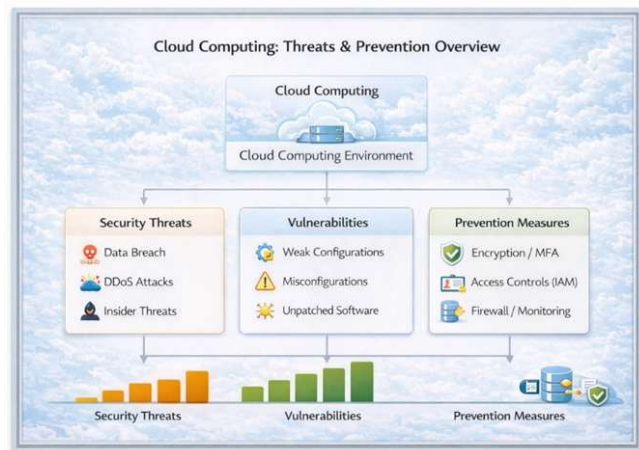 Cloud Computing: Threats & Prevention Overview
Cloud Computing
Cloud Computing Environment
Security Threats
Data Breach
DDoS Attacks
Insider Threats
Vulnerabilities
Weak Configurations
Misconfigurations
Unpatched Software
Prevention Measures
Encryption / MFA
Access Controls (IAM)
Firewall / Monitoring
Security Threats
Vulnerabilities
Prevention Measures